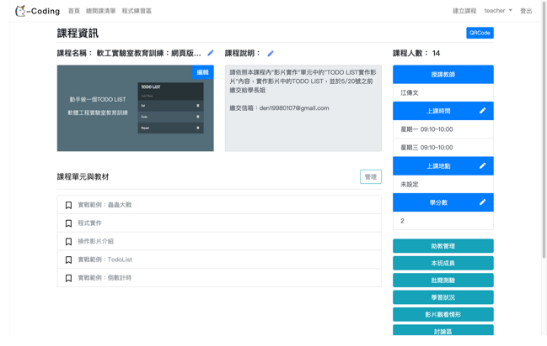 -Coding 首頁 總開課清單 程式練習區 建立課程 teacher 登出
課程資訊
QRCode
課程名稱： 軟工實驗室教育訓練：網頁版...
課程說明：
課程人數： 14
編輯
動手做一個TODO LIST
軟體工程實驗室教育訓練
TODO LIST
請依照本課程內"影片實作"單元中的"TODO LIST實作影
片"內容，實作影片中的TODO LIST，並於5/20號之前
繳交給學長姐
繳交信箱：den19960107@gmail.com
授課教師
江傳文
上課時間
星期一 09:10-10:00
星期三 09:10-10:00
上課地點
未設定
學分數
2
課程單元與教材
管理
實戰範例：蟲蟲大戰
程式實作
操作影片介紹
實戰範例：TodoList
實戰範例：倒數計時
助教管理
本班成員
批閱測驗
學習狀況
影片觀看情形
討論區